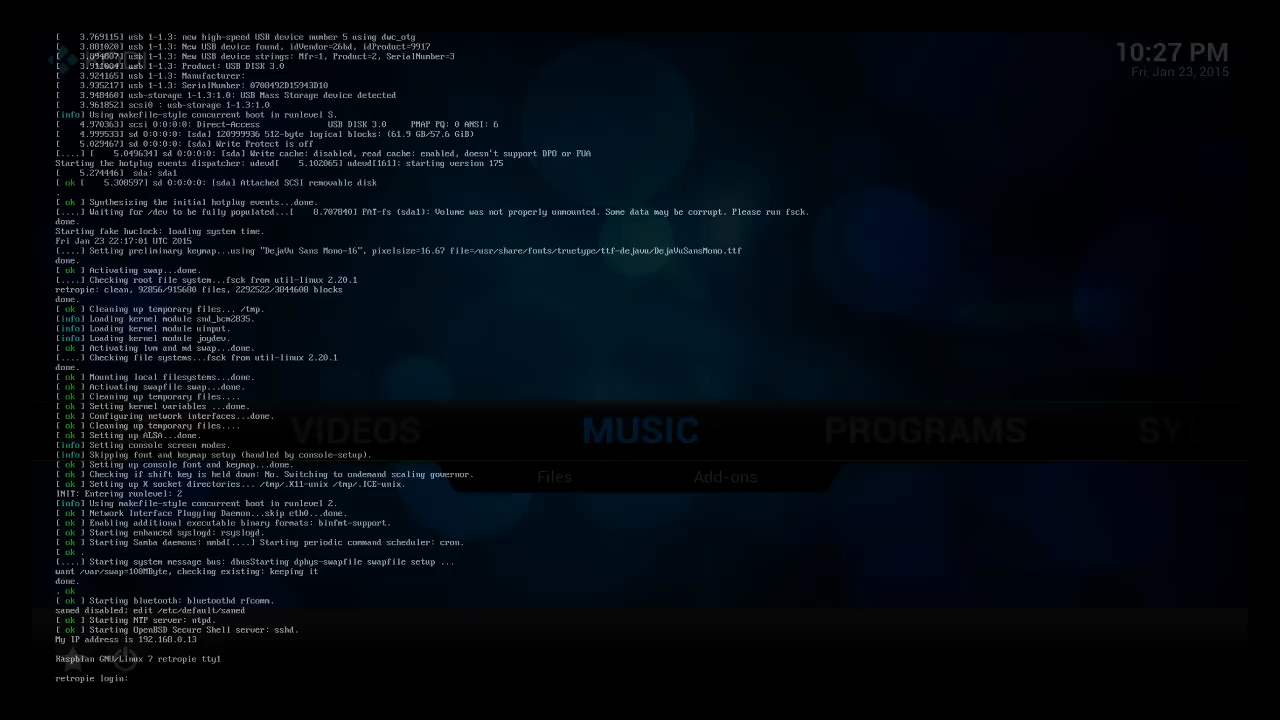 [    3.769115] usb 1-1.3: new high-speed USB device number 5 using dwc_otg
[    3.881020] usb 1-1.3: New USB device found, idVendor=26bd, idProduct=9917
[    3.894807] usb 1-1.3: New USB device strings: Mfr=1, Product=2, SerialNumber=3
[    3.911604] usb 1-1.3: Product: USB DISK 3.0
[    3.924165] usb 1-1.3: Manufacturer:
[    3.935217] usb 1-1.3: SerialNumber: 0708492D15943D10
[    3.948460] usb-storage 1-1.3:1.0: USB Mass Storage device detected
[    3.961852] scsi0 : usb-storage 1-1.3:1.0
[info] Using makefile-style concurrent boot in runlevel S.
[    4.970363] scsi 0:0:0:0: Direct-Access              USB DISK 3.0     PMAP PQ: 0 ANSI: 6
[    4.999533] sd 0:0:0:0: [sda] 120999936 512-byte logical blocks: (61.9 GB/57.6 GiB)
[    5.029467] sd 0:0:0:0: [sda] Write Protect is off
[....] [    5.049634] sd 0:0:0:0: [sda] Write cache: disabled, read cache: enabled, doesn't support DPO or FUA
Starting the hotplug events dispatcher: udevd[    5.102065] udevd[161]: starting version 175
[    5.274446]  sda: sda1
[ ok [    5.308597] sd 0:0:0:0: [sda] Attached SCSI removable disk
.
[ ok ] Synthesizing the initial hotplug events...done.
[....] Waiting for /dev to be fully populated...[    8.707840] FAT-fs (sda1): Volume was not properly unmounted. Some data may be corrupt. Please run fsck.
done.
Starting fake hwclock: loading system time.
Fri Jan 23 22:17:01 UTC 2015
[....] Setting preliminary keymap...using "DejaVu Sans Mono-16", pixelsize=16.67 file=/usr/share/fonts/truetype/ttf-dejavu/DejaVuSansMono.ttf
done.
[ ok ] Activating swap...done.
[....] Checking root file system...fsck from util-linux 2.20.1
retropie: clean, 92856/915680 files, 2292522/3844608 blocks
done.
[ ok ] Cleaning up temporary files... /tmp.
[info] Loading kernel module snd_bcm2835.
[info] Loading kernel module uinput.
[info] Loading kernel module joydev.
[ ok ] Activating lvm and md swap...done.
[....] Checking file systems...fsck from util-linux 2.20.1
done.
[ ok ] Mounting local filesystems...done.
[ ok ] Activating swapfile swap...done.
[ ok ] Cleaning up temporary files....
[ ok ] Setting kernel variables ...done.
[ ok ] Configuring network interfaces...done.
[ ok ] Cleaning up temporary files....
[ ok ] Setting up ALSA...done.
[info] Setting console screen modes.
[info] Skipping font and keymap setup (handled by console-setup).
[ ok ] Setting up console font and keymap...done.
[ ok ] Checking if shift key is held down: No. Switching to ondemand scaling governor.
[ ok ] Setting up X socket directories... /tmp/.X11-unix /tmp/.ICE-unix.
INIT: Entering runlevel: 2
[info] Using makefile-style concurrent boot in runlevel 2.
[ ok ] Network Interface Plugging Daemon...skip eth0...done.
[ ok ] Enabling additional executable binary formats: binfmt-support.
[ ok ] Starting enhanced syslogd: rsyslogd.
[ ok ] Starting Samba daemons: nmbd[....] Starting periodic command scheduler: cron.
[ ok .
[....] Starting system message bus: dbusStarting dphys-swapfile swapfile setup ...
want /var/swap=100MByte, checking existing: keeping it
done.
. ok
[ ok ] Starting bluetooth: bluetoothd rfcomm.
saned disabled; edit /etc/default/saned
[ ok ] Starting NTP server: ntpd.
[ ok ] Starting OpenBSD Secure Shell server: sshd.
My IP address is 192.168.0.13
Raspbian GNU/Linux 7 retropie tty1
retropie login:
10:27 PM
Fri, Jan 23, 2015
VIDEOS
MUSIC
PROGRAMS
SYS
Files
Add-ons